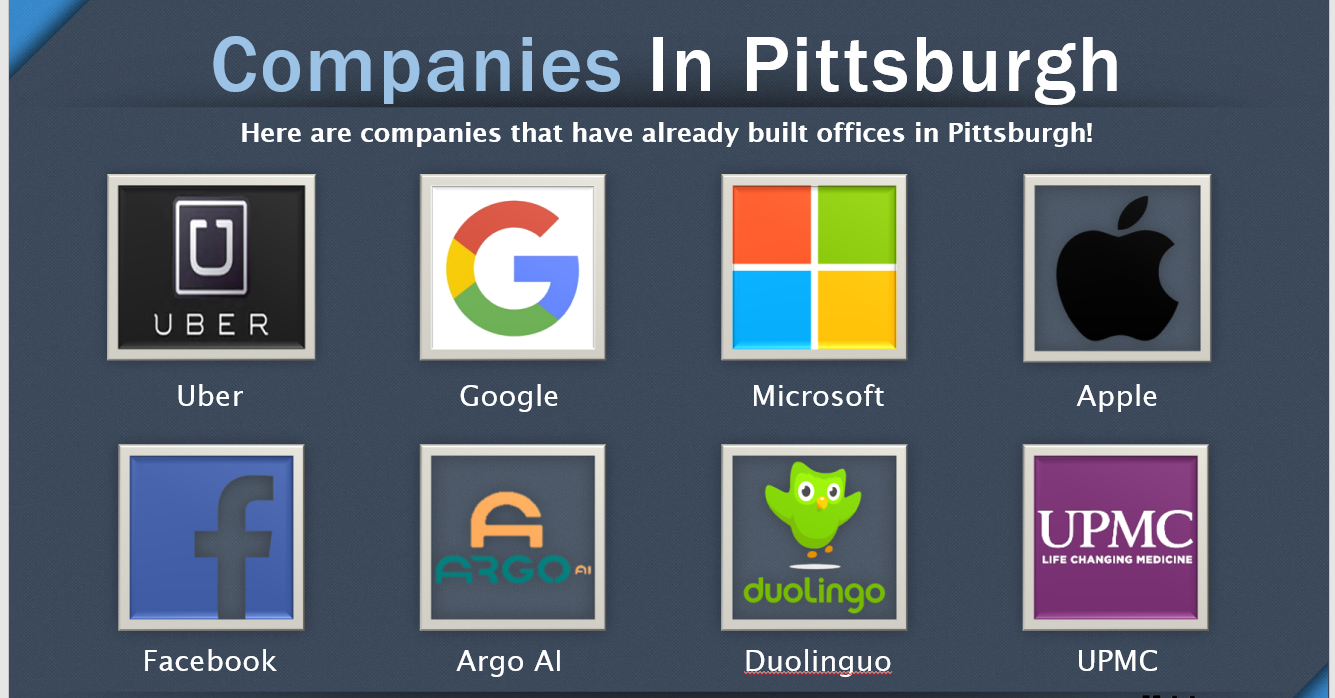 Companies In Pittsburgh
Here are companies that have already built offices in Pittsburgh!
U
UBER
G
Uber
Google
Microsoft
Apple
f
ARGO AI
duolingo
UPMC
LIFE CHANGING MEDICINE
Facebook
Argo AI
Duolinguo
UPMC